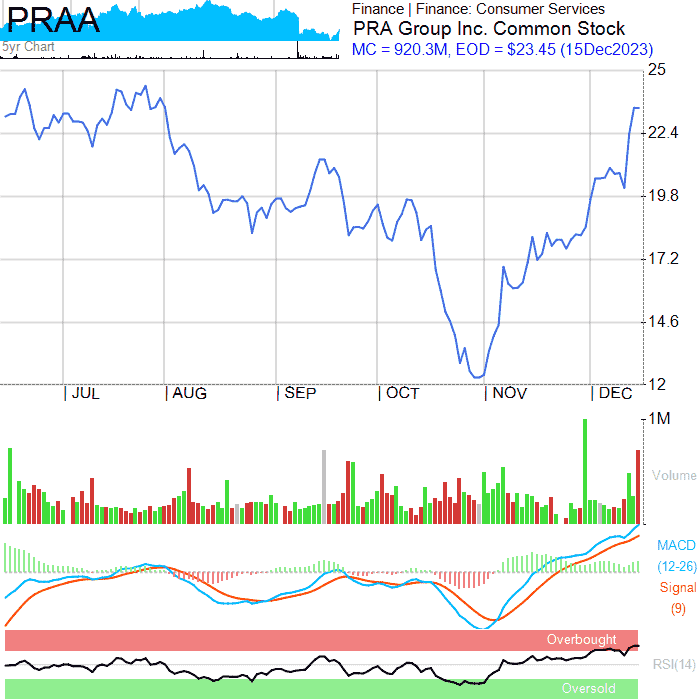 PRAA
5yr Chart
Finance | Finance: Consumer Services
PRA Group Inc. Common Stock
MC = 920.3M, EOD = $23.45 (15Dec2023)
25
22.4
19.8
17.2
14.6
12
JUL
AUG
SEP
OCT
NOV
DEC
1M
Volume
MACD
(12-26)
Signal
(9)
Overbought
RSI(14)
Oversold